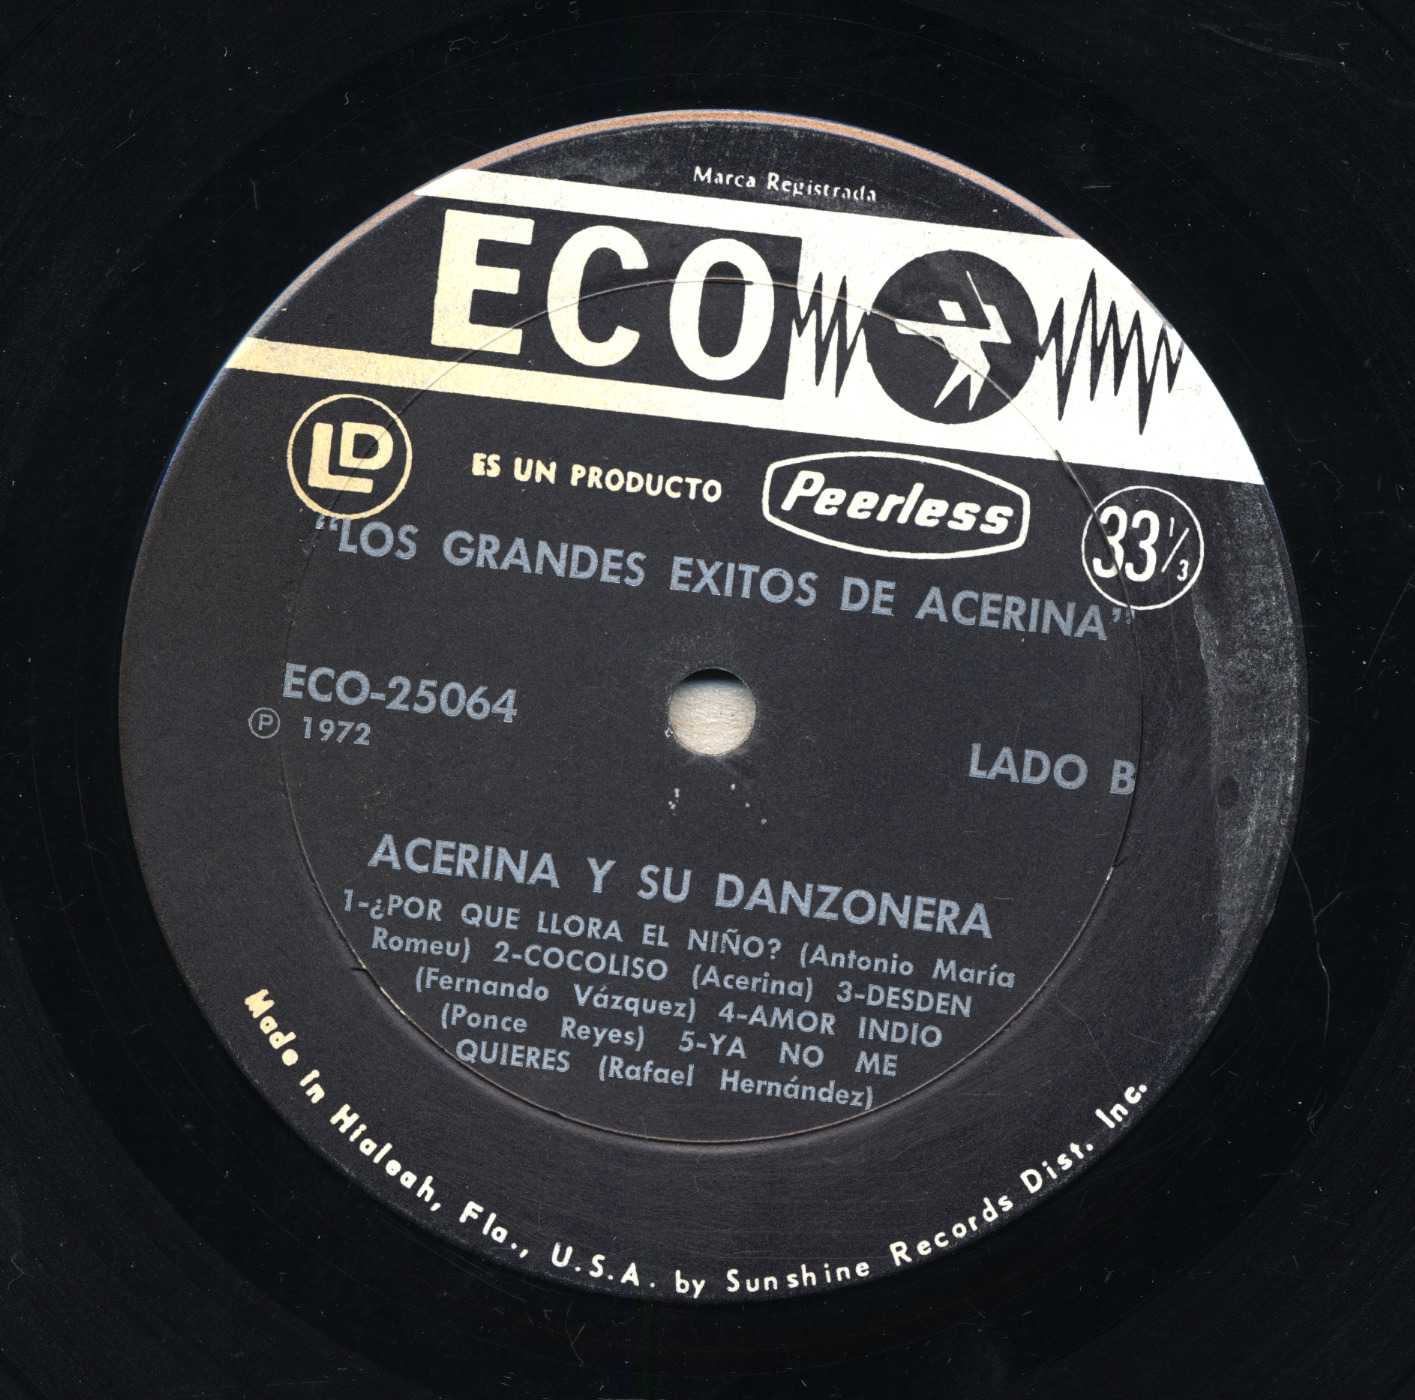 Marca Registrada
ECO
LD
ES UN PRODUCTO Peerless
33 1/3
“LOS GRANDES EXITOS DE ACERINA”
ECO-25064
Ⓟ 1972
LADO B
ACERINA Y SU DANZONERA
1-¿POR QUE LLORA EL NIÑO? (Antonio María
Romeu) 2-COCOLISO (Acerina) 3-DESDEN
(Fernando Vázquez) 4-AMOR INDIO
(Ponce Reyes) 5-YA NO ME
QUIERES (Rafael Hernández)
Made in Hialeah, Fla., U.S.A. by Sunshine Records Dist. Inc.